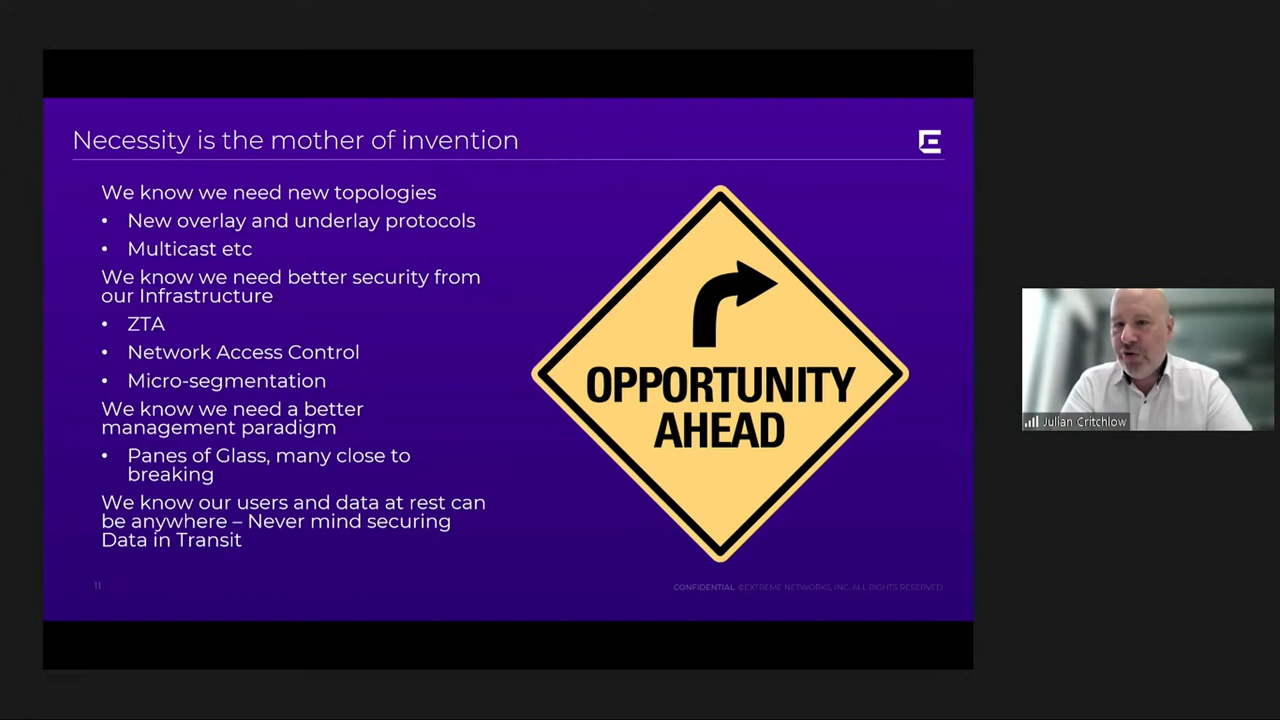 Necessity is the mother of invention
We know we need new topologies
• New overlay and underlay protocols
• Multicast etc
We know we need better security from
our Infrastructure
• ZTA
• Network Access Control
• Micro-segmentation
We know we need a better
management paradigm
• Panes of Glass, many close to
breaking
We know our users and data at rest can
be anywhere – Never mind securing
Data in Transit
OPPORTUNITY
AHEAD
11
CONFIDENTIAL ©EXTREME NETWORKS, INC. ALL RIGHTS RESERVED
Julian Critchlow